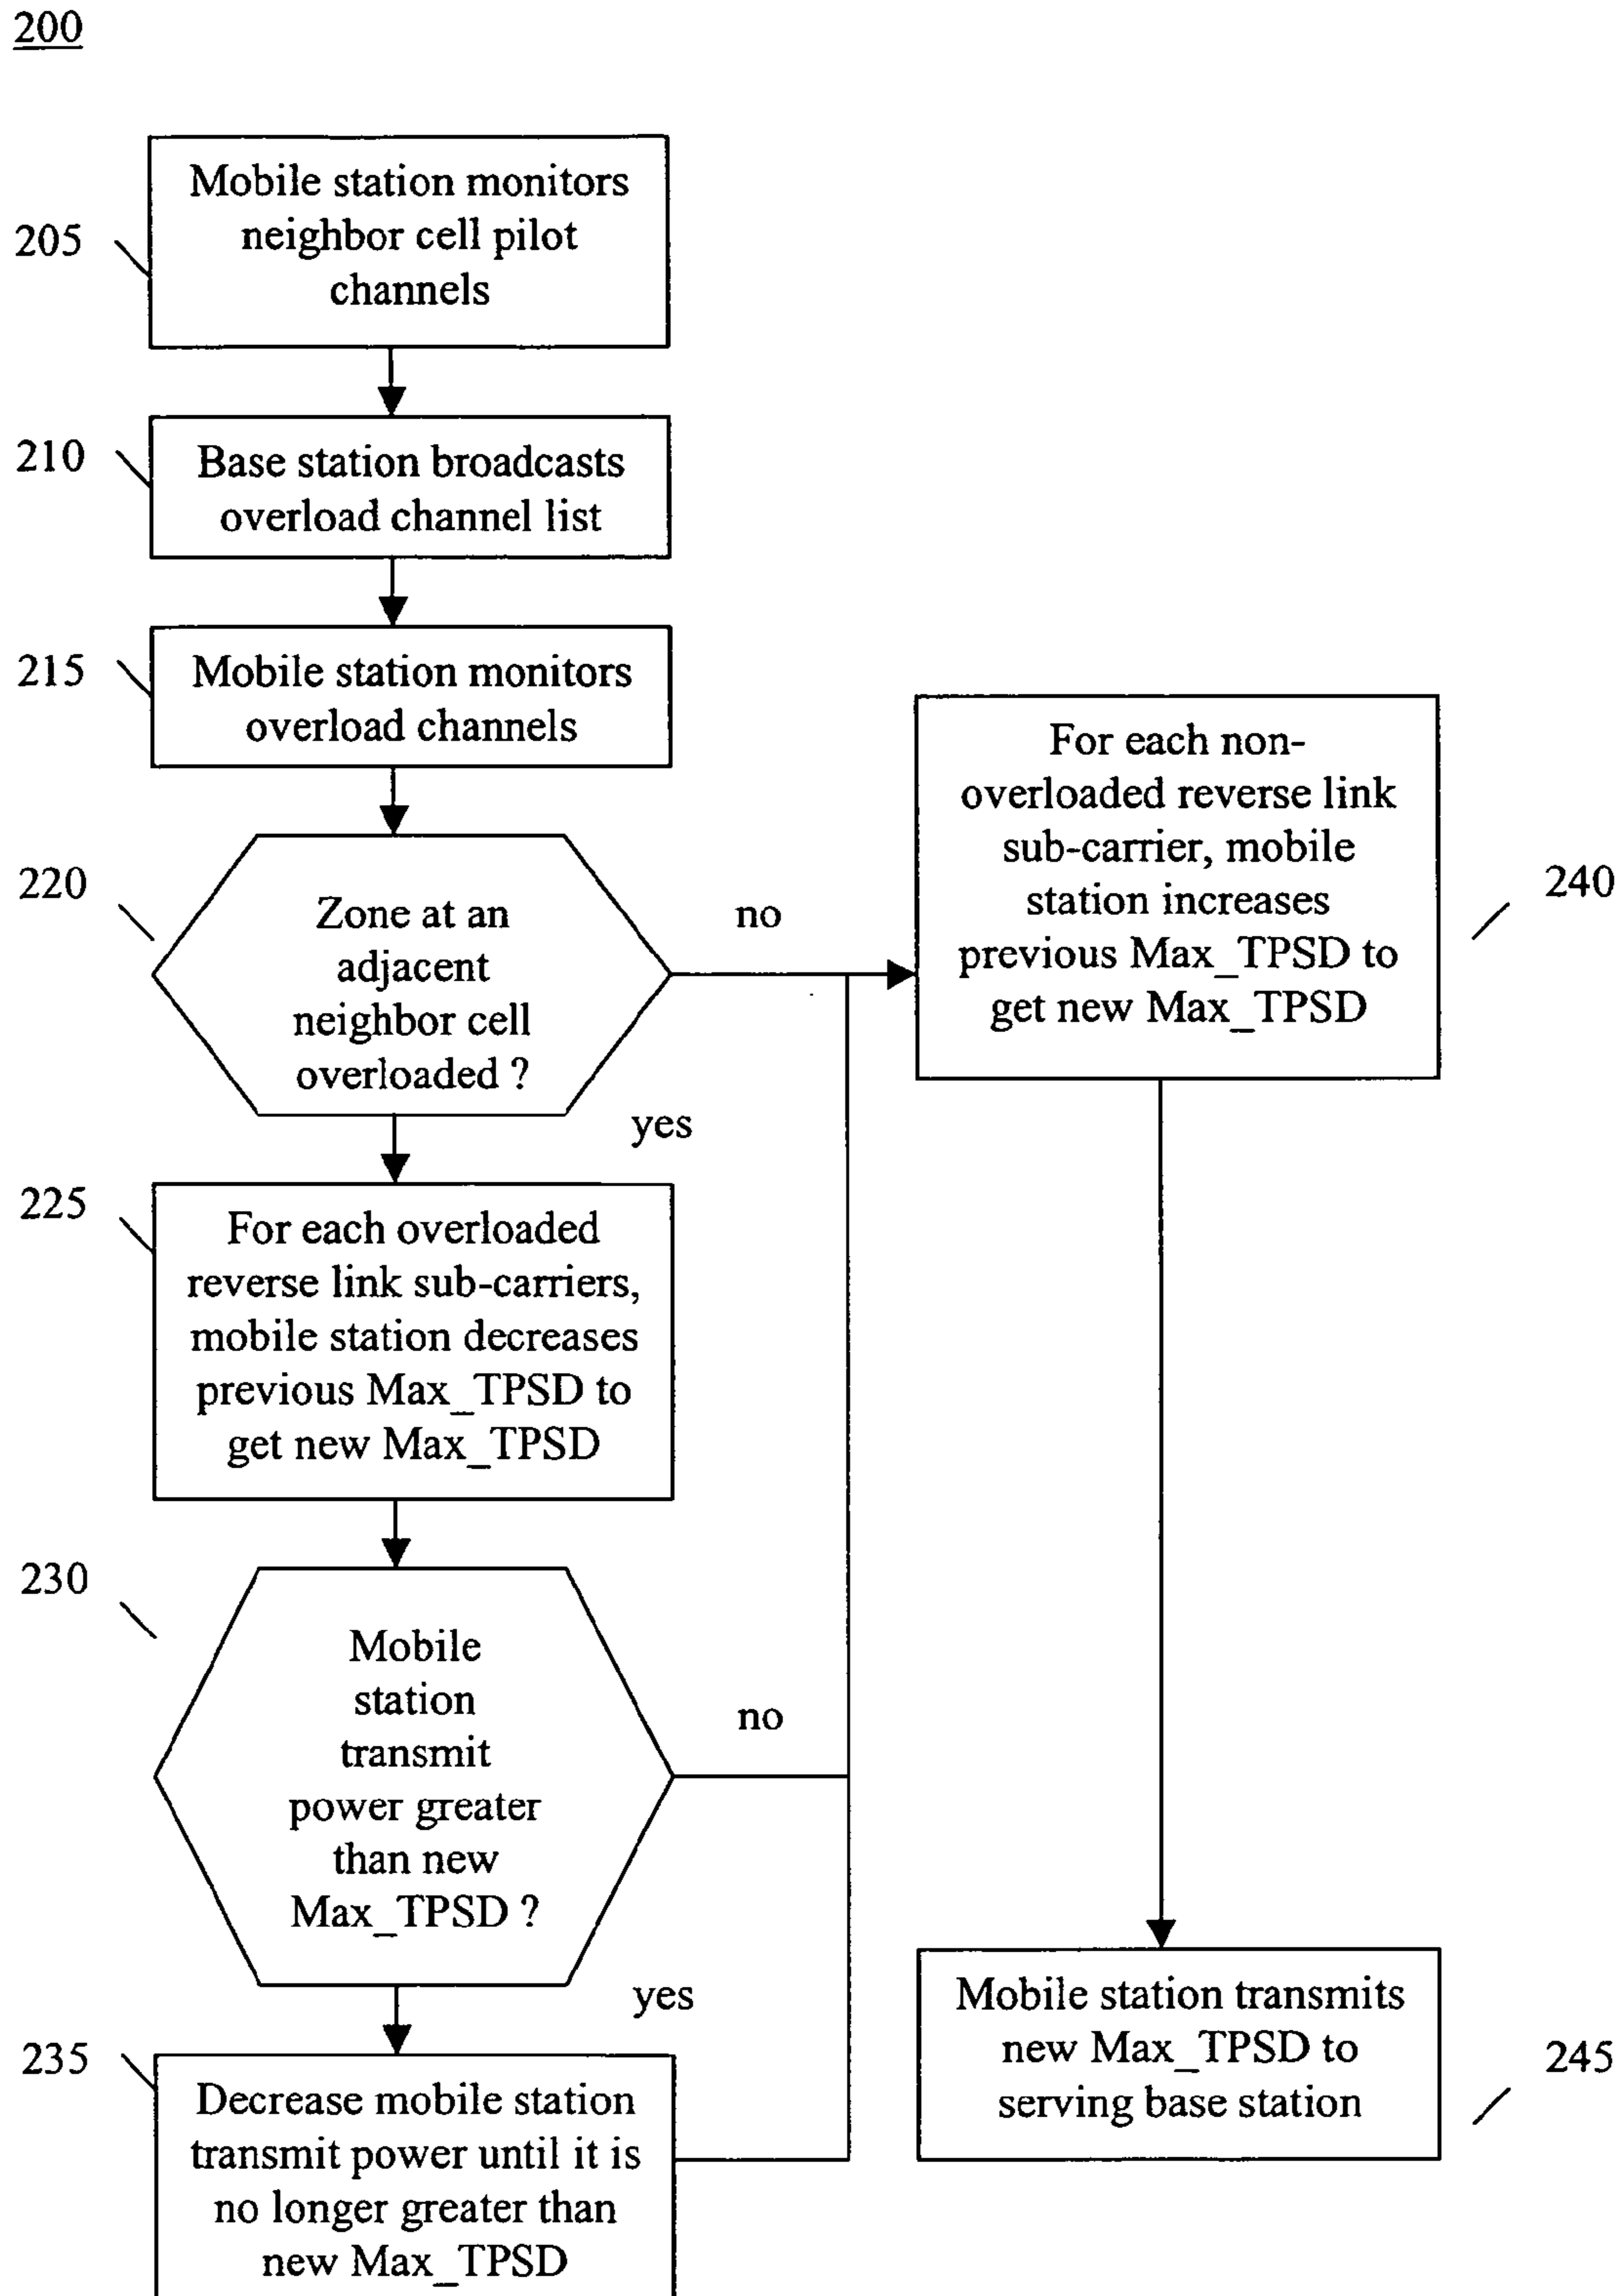 200
205
Mobile station monitors
neighbor cell pilot
channels
210
Base station broadcasts
overload channel list
215
Mobile station monitors
overload channels
220
Zone at an
adjacent
neighbor cell
overloaded ?
no
yes
225
For each overloaded
reverse link sub-carriers,
mobile station decreases
previous Max_TPSD to
get new Max_TPSD
230
Mobile
station
transmit
power greater
than new
Max_TPSD ?
no
yes
235
Decrease mobile station
transmit power until it is
no longer greater than
new Max_TPSD
For each non-
overloaded reverse link
sub-carrier, mobile
station increases
previous Max_TPSD to
get new Max_TPSD
240
Mobile station transmits
new Max_TPSD to
serving base station
245